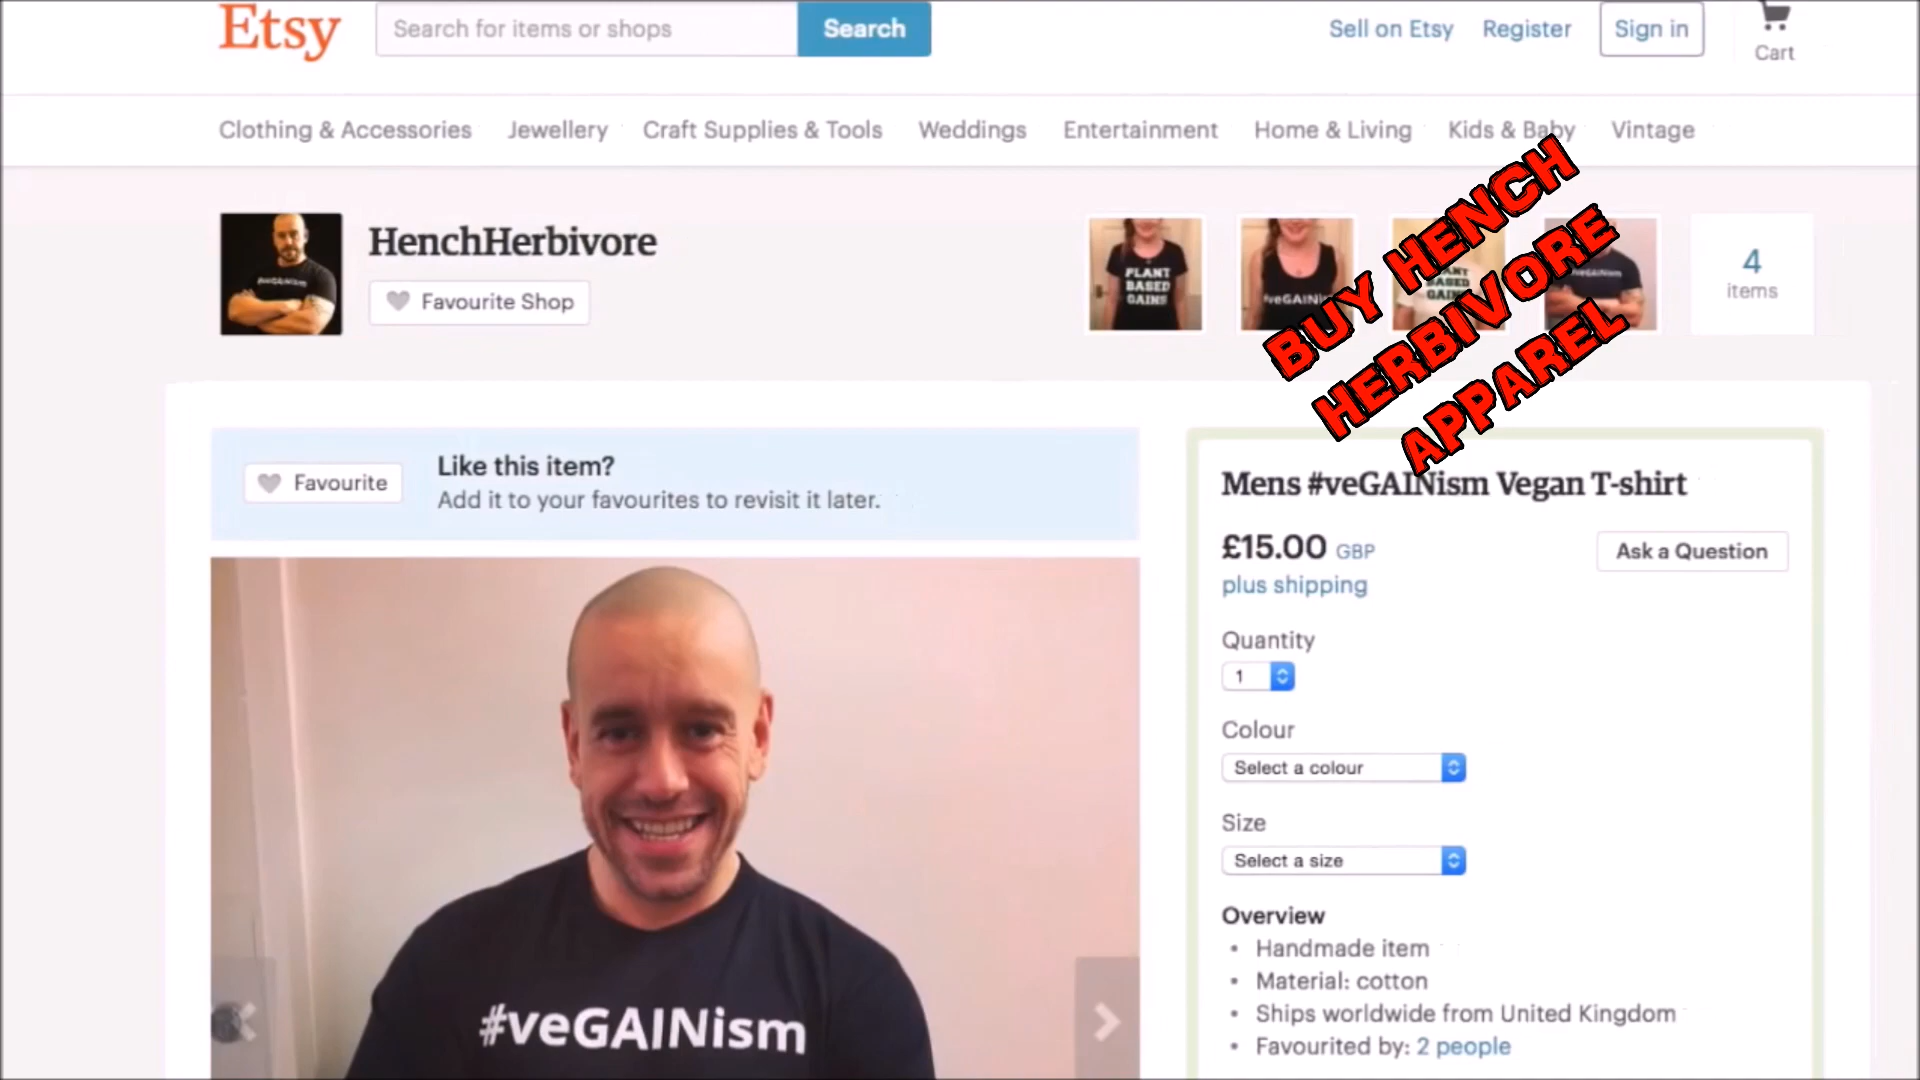 Etsy
Search for items or shops
Search
Sell on Etsy
Register
Sign in
Cart
Clothing & Accessories
Jewellery
Craft Supplies & Tools
Weddings
Entertainment
Home & Living
Kids & Baby
Vintage
HenchHerbivore
Favourite Shop
PLANT
BASED
GAINS
#veGAINi
BASED
GAIN
#veGAINism
4
items
BUY HENCH
HERBIVORE
APPAREL
Favourite
Like this item?
Add it to your favourites to revisit it later.
Mens #veGAINism Vegan T-shirt
£15.00 GBP
plus shipping
Ask a Question
Quantity
1
Colour
Select a colour
Size
Select a size
Overview
• Handmade item
• Material: cotton
• Ships worldwide from United Kingdom
• Favourited by: 2 people
#veGAINism